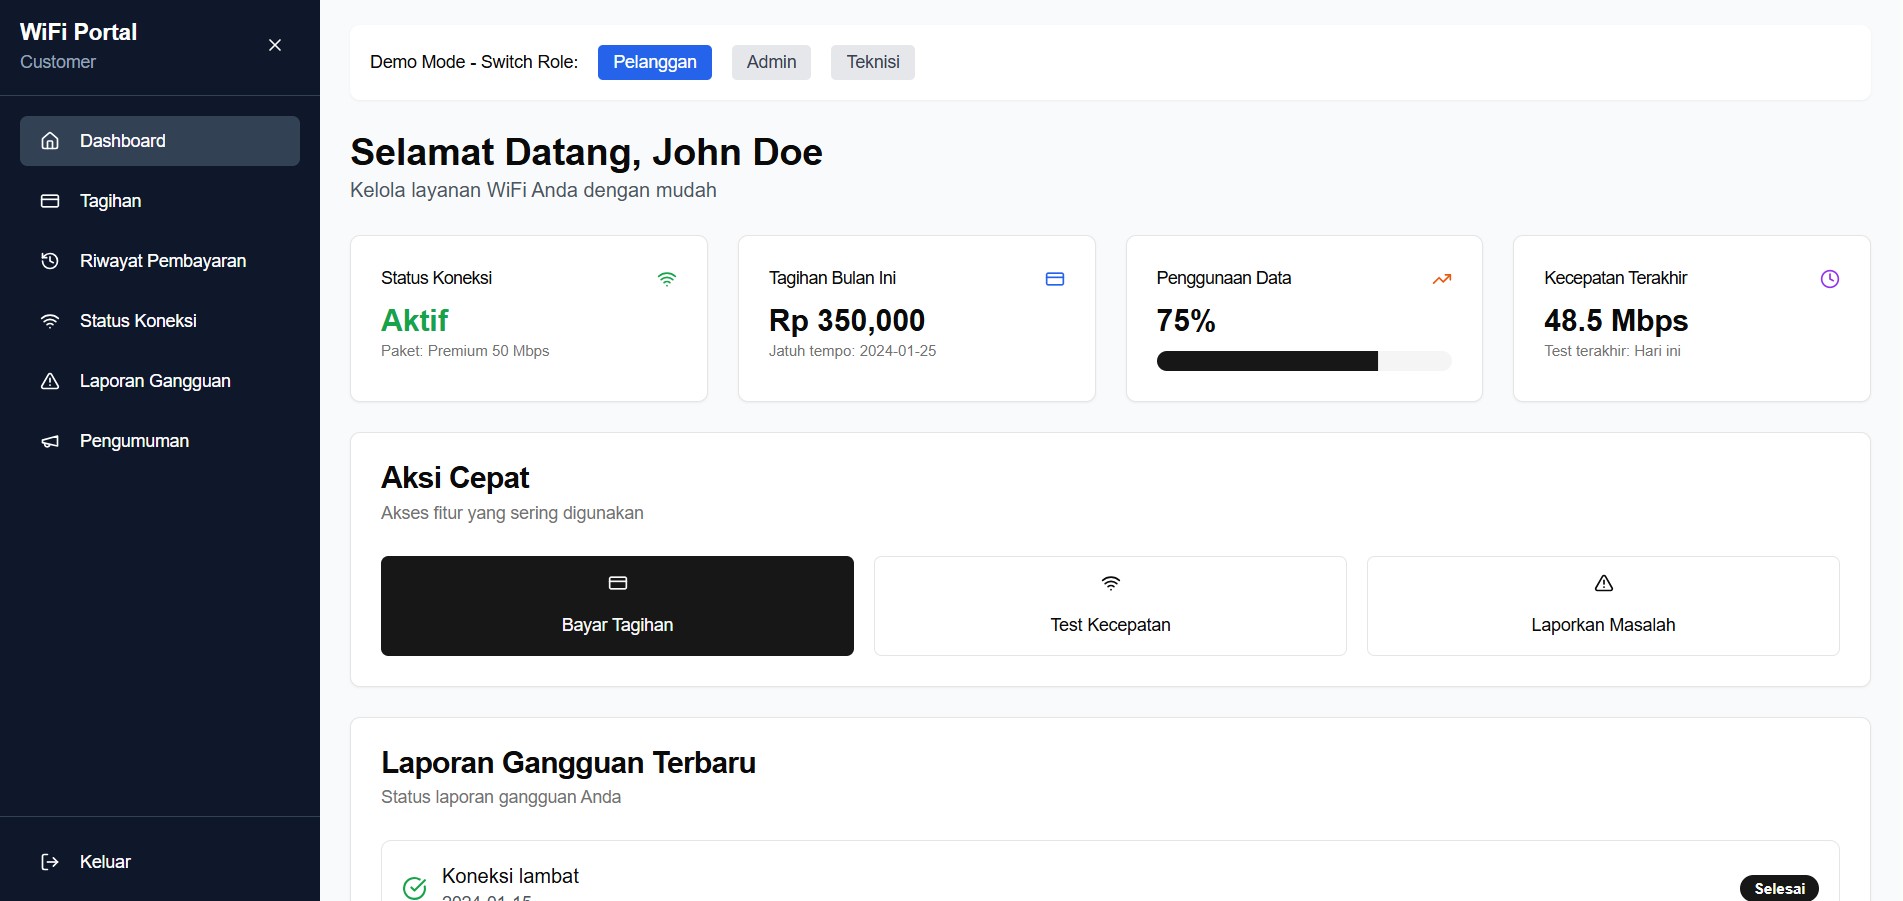 WiFi Portal
Customer
Dashboard
Tagihan
Riwayat Pembayaran
Status Koneksi
Laporan Gangguan
Pengumuman
Keluar
Demo Mode - Switch Role: Pelanggan Admin Teknisi
Selamat Datang, John Doe
Kelola layanan WiFi Anda dengan mudah
Status Koneksi
Aktif
Paket: Premium 50 Mbps
Tagihan Bulan Ini
Rp 350,000
Jatuh tempo: 2024-01-25
Penggunaan Data
75%
Kecepatan Terakhir
48.5 Mbps
Test terakhir: Hari ini
Aksi Cepat
Akses fitur yang sering digunakan
Bayar Tagihan
Test Kecepatan
Laporkan Masalah
Laporan Gangguan Terbaru
Status laporan gangguan Anda
Koneksi lambat
2024-01-15
Selesai